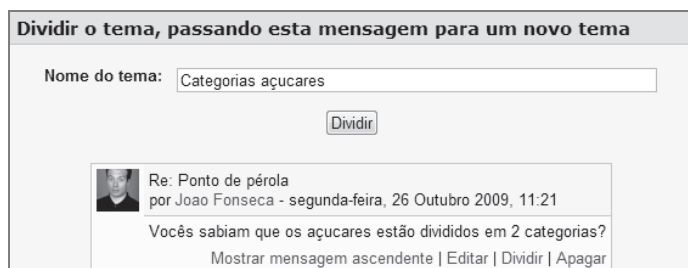 Dividir o tema, passando esta mensagem para um novo tema
Nome do tema: Categorias açucares
Dividir
Re: Ponto de pérola
por Joao Fonseca - segunda-feira, 26 Outubro 2009, 11:21
Vocês sabiam que os açucares estão divididos em 2 categorias?
Mostrar mensagem ascendente | Editar | Dividir | Apagar